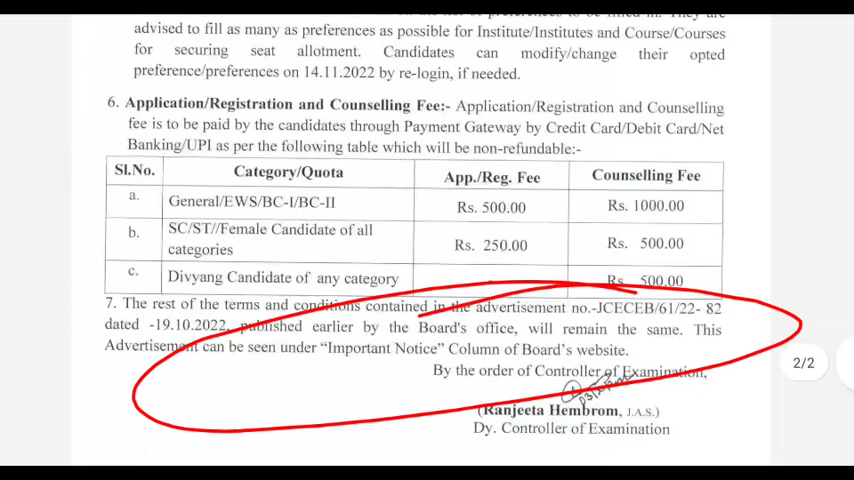 advised to fill as many as preferences as possible for Institute/Institutes and Course/Courses
for securing seat allotment. Candidates can modify/change their opted
preference/preferences on 14.11.2022 by re-login, if needed.
6. Application/Registration and Counselling Fee:- Application/Registration and Counselling
fee is to be paid by the candidates through Payment Gateway by Credit Card/Debit Card/Net
Banking/UPI as per the following table which will be non-refundable:-
Sl.No. Category/Quota App./Reg. Fee Counselling Fee
a. General/EWS/BC-I/BC-II Rs. 500.00 Rs. 1000.00
b. SC/ST//Female Candidate of all
categories Rs. 250.00 Rs. 500.00
c. Divyang Candidate of any category Rs. 500.00
7. The rest of the terms and conditions contained in the advertisement no.-JCECEB/61/22- 82
dated -19.10.2022, published earlier by the Board's office, will remain the same. This
Advertisement can be seen under "Important Notice" Column of Board's website.
By the order of Controller of Examination,
(Ranjeeta Hembrom, J.A.S.)
Dy. Controller of Examination
2/2